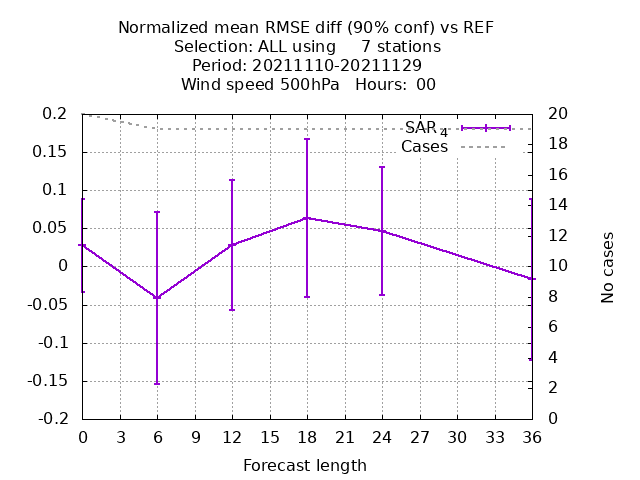 Normalized mean RMSE diff (90% conf) vs REF
Selection: ALL using 7 stations
Period: 20211110-20211129
Wind speed 500hPa Hours: 00
0.2
0.15
0.1
0.05
0
-0.05
-0.1
-0.15
-0.2
SAR 4
Cases
20
18
16
14
12
10
8
6
4
2
0
No cases
0 3 6 9 12 15 18 21 24 27 30 33 36
Forecast length